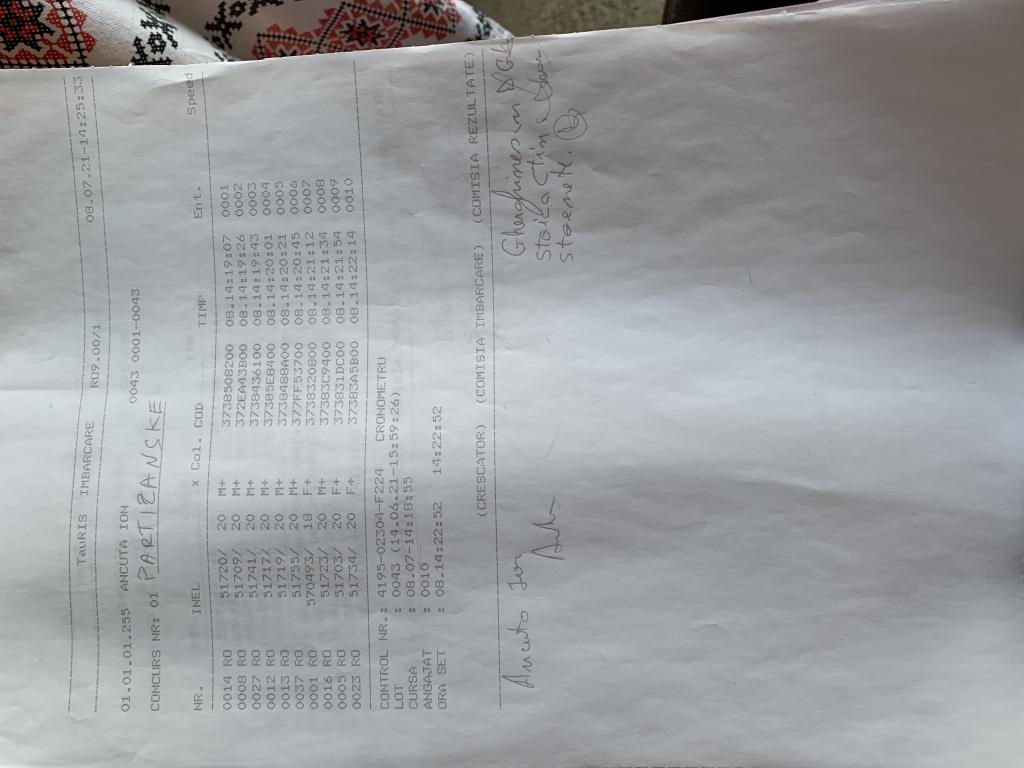 TauRIS IMBARCARE RO9.00/1 08.07.21-14:25:33
01.01.01.255 ANCUTA ION 0043 0001-0043
CONCURS NR: 01 PARTIZANSKE
NR. INEL x Col. COD TIMP Ent. Speed
0014 RO 51720/ 20 M+ 3738508200 08.14:19:07 0001
0008 RO 51709/ 20 M+ 372EA43B00 08.14:19:26 0002
0027 RO 51741/ 20 M+ 3738434100 08.14:19:43 0003
0012 RO 51717/ 20 M+ 37385EB400 08.14:20:01 0004
0013 RO 51719/ 20 M+ 3738488A00 08.14:20:21 0005
0037 RO 51755/ 20 M+ 377FF53700 08.14:20:45 0006
0001 RO 570493/ 18 F+ 3738320800 08.14:21:12 0007
0016 RO 51723/ 20 M+ 37383C9400 08.14:21:34 0008
0005 RO 51703/ 20 F+ 373831DC00 08.14:21:54 0009
0023 RO 51734/ 20 F+ 37383A5B00 08.14:22:14 0010
CONTROL NR.: 4195-02304-F224 CRONOMETRU
LOT : 0043 (14.06.21-15:59:26)
CURSA : 08.07-14:18:55
ANGAJAT : 0010
ORA SET : 08.14:22:52 14:22:52
(CRESCATOR) (COMISIA IMBARCARE) (COMISIA REZULTATE)
Ancuta Ion